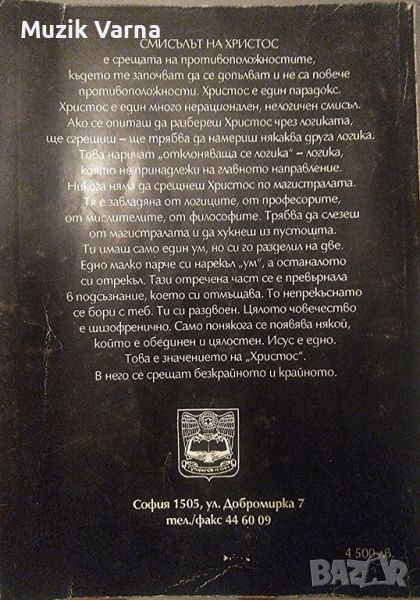 Muzik Varna
СМИСЪЛЪТ НА ХРИСТОС
е срещата на противоположностите,
където те започват да се допълват и не са повече
противоположности. Христос е един парадокс.
Христос е един много нерационален, нелогичен смисъл.
Ако се опиташ да разбереш Христос чрез логиката,
ще сгрешиш – ще трябва да намериш някаква друга логика.
Това наричат „отклоняваща се логика“ – логика,
която не принадлежи на главното направление.
Никога няма да срещнеш Христос по магистралата.
Тя е завладяна от логиците, от професорите,
от мислителите, от философите. Трябва да слезеш
от магистралата и да хукнеш из пустошта.
Ти имаш само един ум, но си го разделил на две.
Едно малко парче си нарекъл „ум“, а останалото
си отрекъл. Тази отречена част се е превърнала
в подсъзнание, което си отмъщава. То непрекъснато
се бори с теб. Ти си раздвоен. Цялото човечество
е шизофренично. Само понякога се появява някой,
който е обединен и цялостен. Исус е едно.
Това е значението на „Христос“.
В него се срещат безкрайното и крайното.
София 1505, ул. Добромирка 7
тел./факс 44 60 09
4 500 лв.
BAZAR